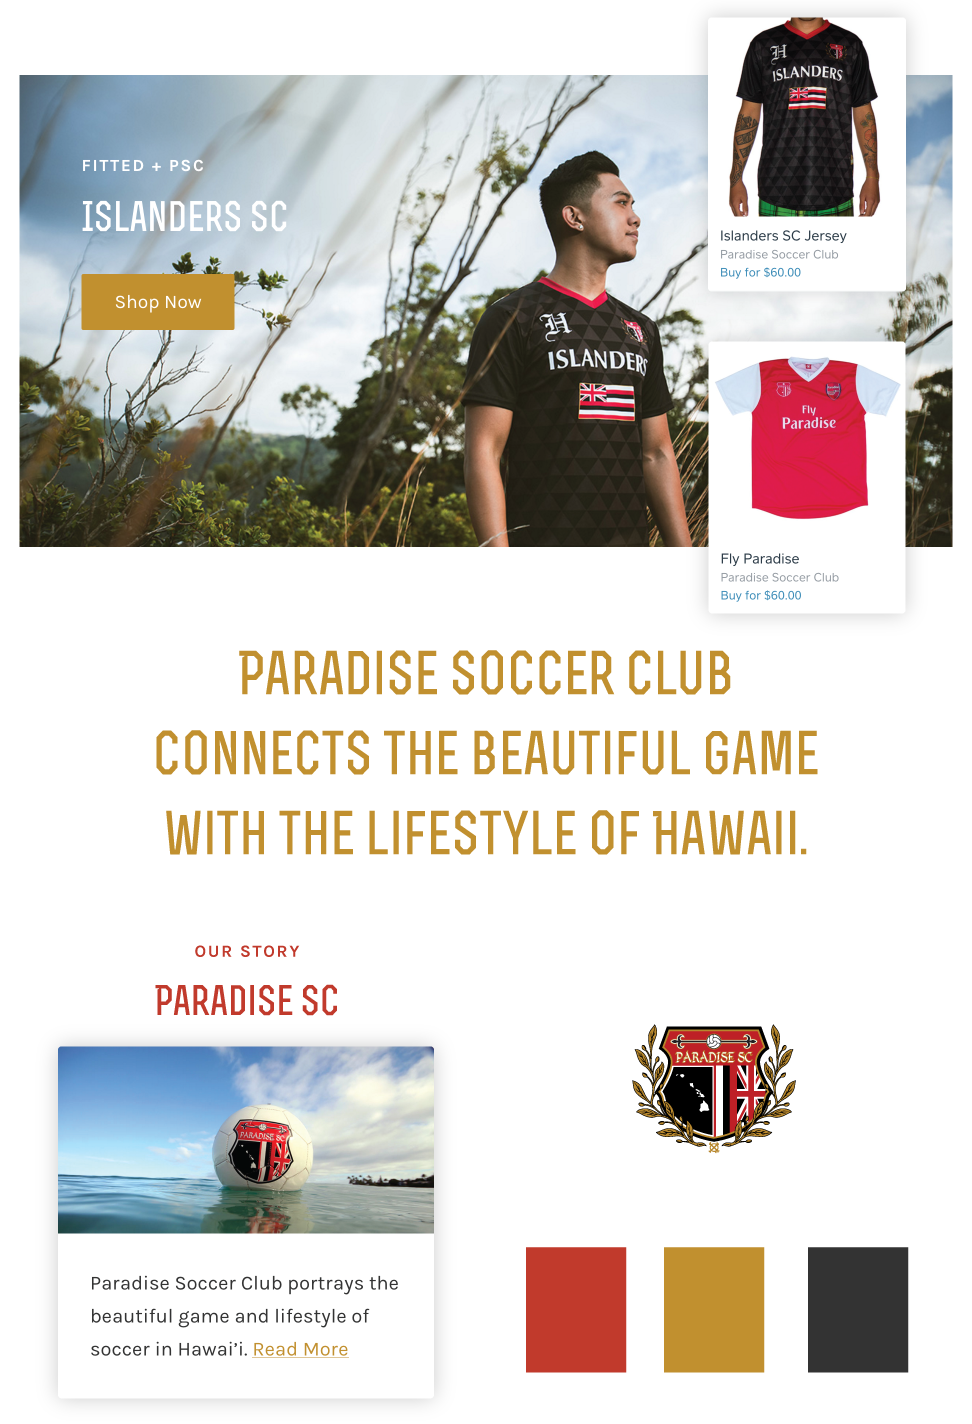 FITTED + PSC
ISLANDERS SC
Shop Now
H
ISLANDERS
H
ISLANDERS
Islanders SC Jersey
Paradise Soccer Club
Buy for $60.00
Fly
Paradise
Fly Paradise
Paradise Soccer Club
Buy for $60.00
PARADISE SOCCER CLUB
CONNECTS THE BEAUTIFUL GAME
WITH THE LIFESTYLE OF HAWAII.
OUR STORY
PARADISE SC
PARADISE SC
Paradise Soccer Club portrays the
beautiful game and lifestyle of
soccer in Hawai’i. Read More
PARADISE SC